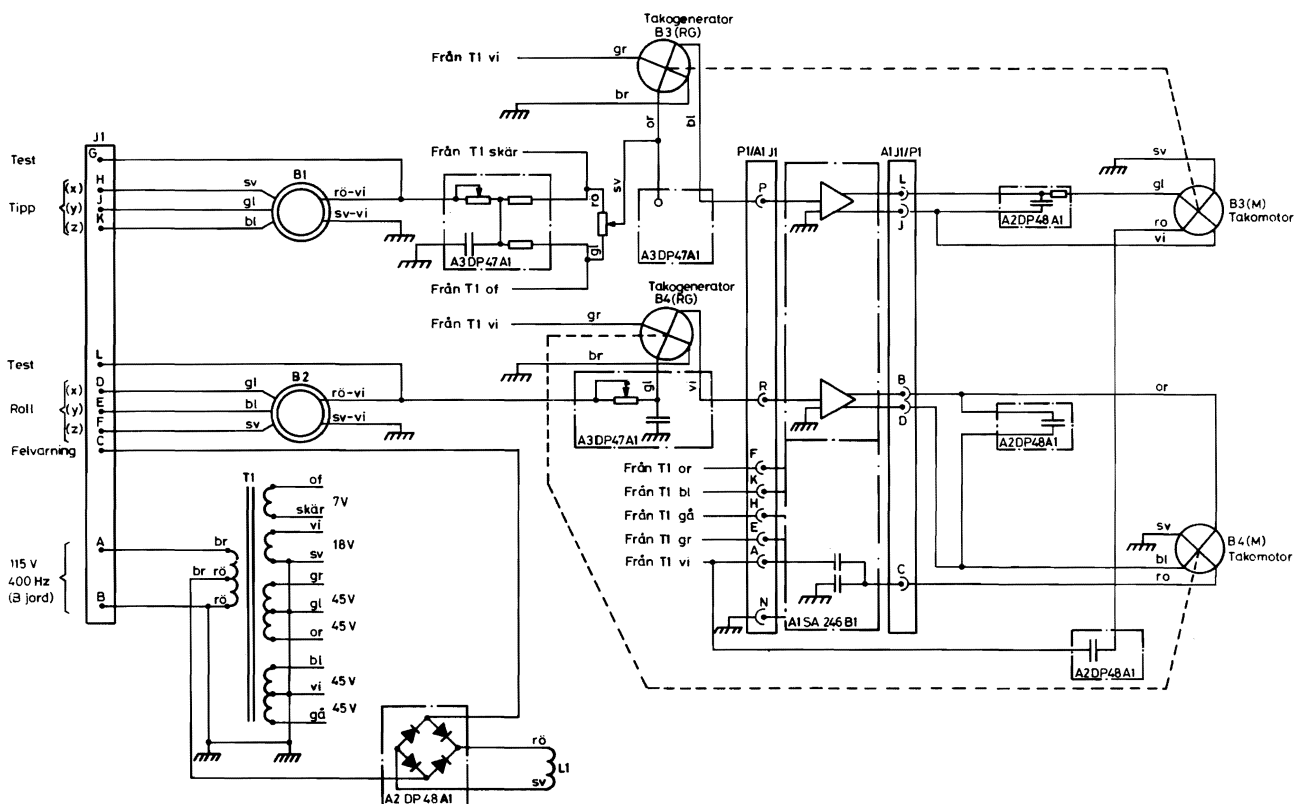 Takogenerator
B3(RG)
Från T1 vi
gr
br
or
bl
J1
G
Test
H
J
K
(x)
Tipp (y)
(z)
sv
gl
bl
B1
rö-vi
sv-vi
Från T1 skär
rö
gl
sv
A3DP47A1
Från T1 of
A3DP47A1
P1/A1 J1
P
A1J1/P1
L
J
A2DP48A1
sv
gl
ro
vi
B3(M)
Takomotor
Takogenerator
B4(RG)
Från T1 vi
gr
br
gl
vi
L
Test
D
E
F
C
(x)
Roll (y)
(z)
Felvarning
gl
bl
sv
B2
rö-vi
sv-vi
A3DP47A1
R
B
D
or
A2DP48A1
Från T1 or
F
Från T1 bl
K
Från T1 gå
H
Från T1 gr
E
Från T1 vi
A
N
C
A1SA 246B1
sv
bl
ro
B4(M)
Takomotor
A2DP48A1
T1
of
7V
skär
vi
18V
sv
gr
45V
gl
45V
or
bl
45V
vi
45V
gå
A
B
115 V
400 Hz
(B jord)
br
br rö
rö
rö
sv
L1
A2 DP 48 A1